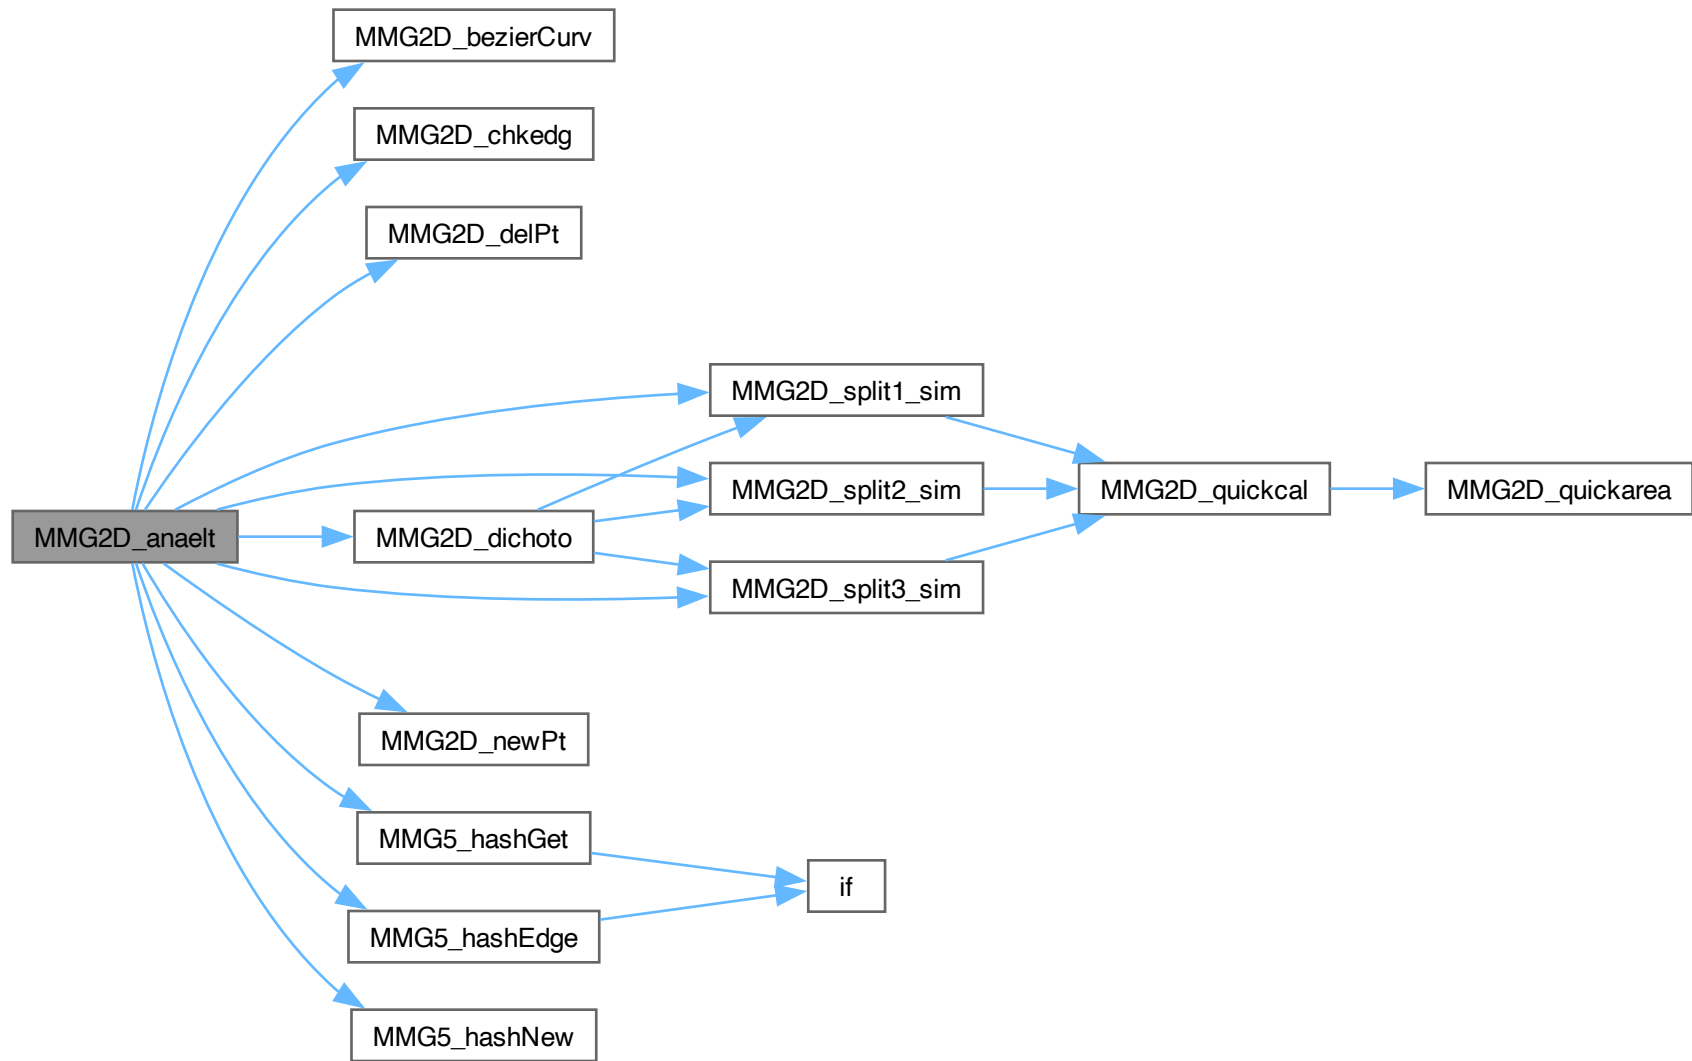 MMG2D_bezierCurv
MMG2D_chkedg
MMG2D_delPt
MMG2D_split1_sim
MMG2D_split2_sim
MMG2D_quickcal
MMG2D_quickarea
MMG2D_anaelt
MMG2D_dichoto
MMG2D_split3_sim
MMG2D_newPt
MMG5_hashGet
if
MMG5_hashEdge
MMG5_hashNew